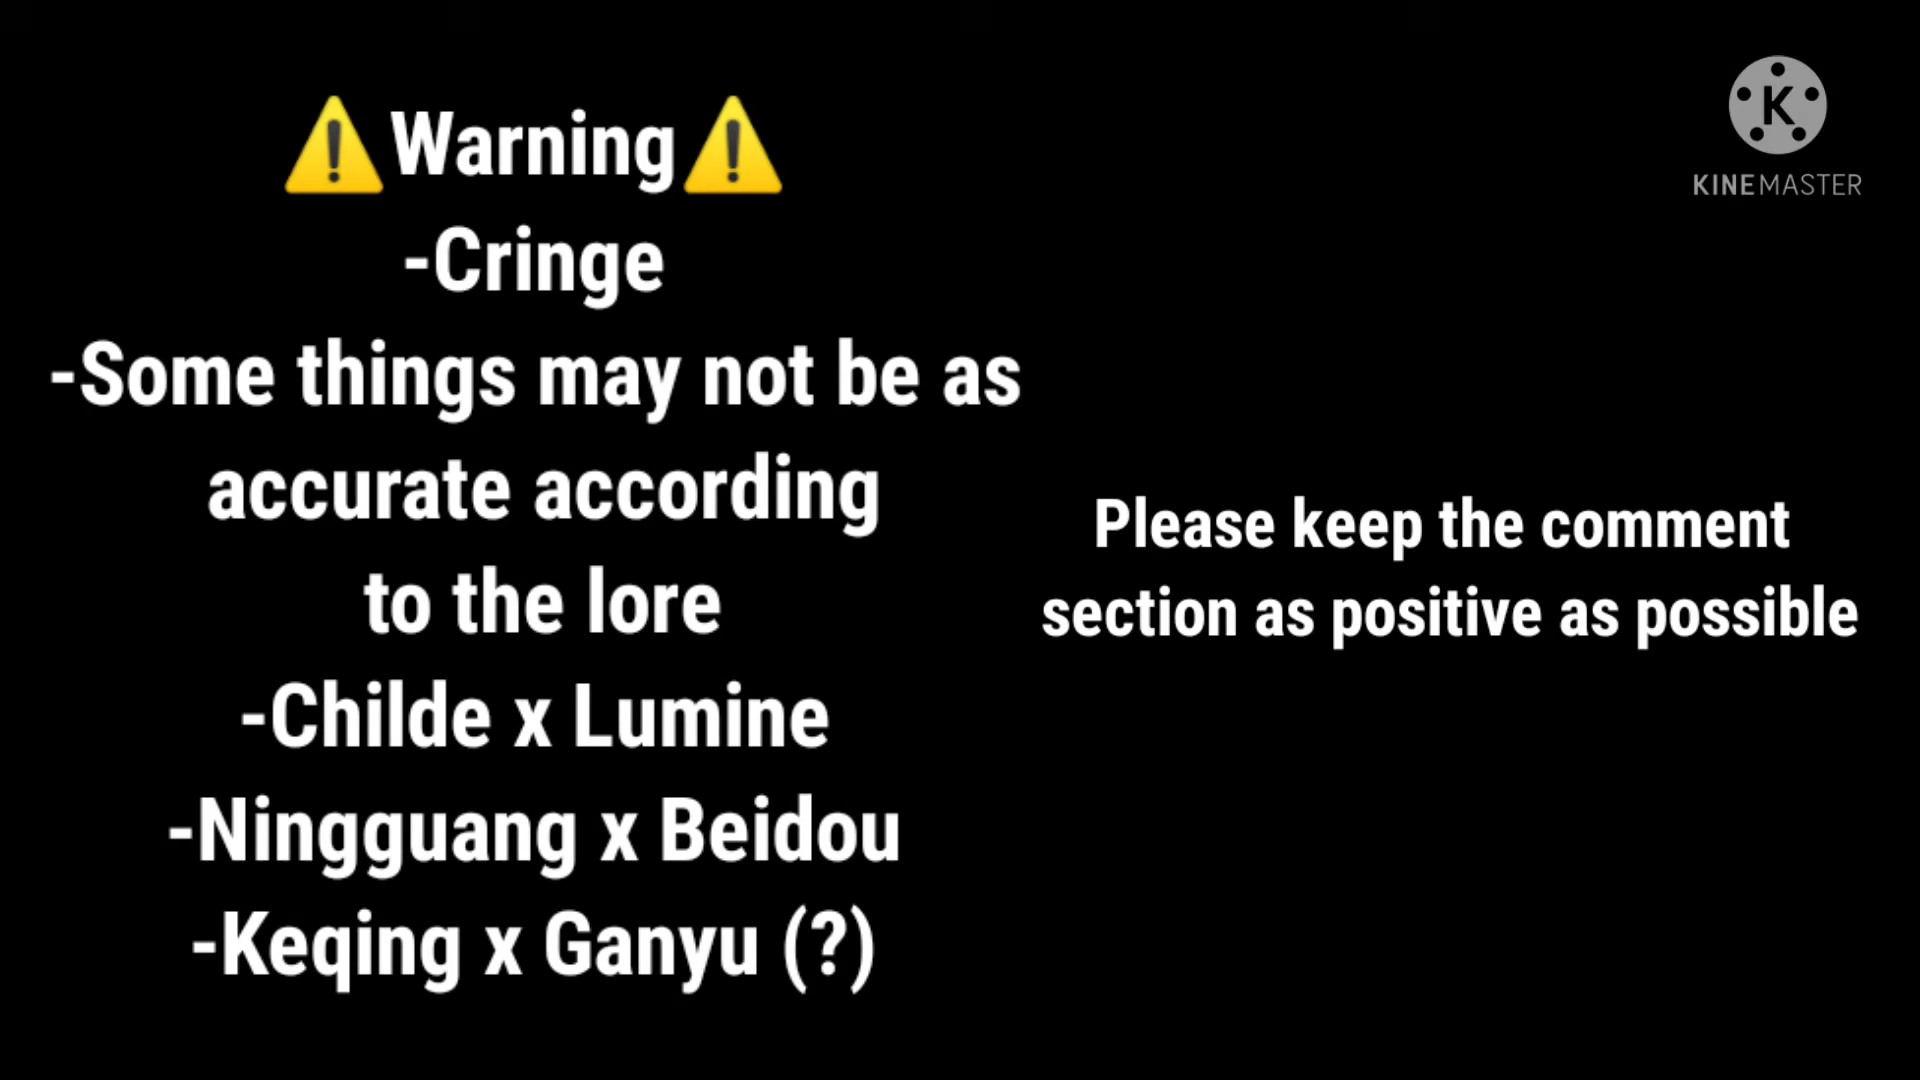 ⚠️Warning⚠️
-Cringe
-Some things may not be as
accurate according
to the lore
-Childe x Lumine
-Ningguang x Beidou
-Keqing x Ganyu (?)
Please keep the comment
section as positive as possible
K
KINEMASTER